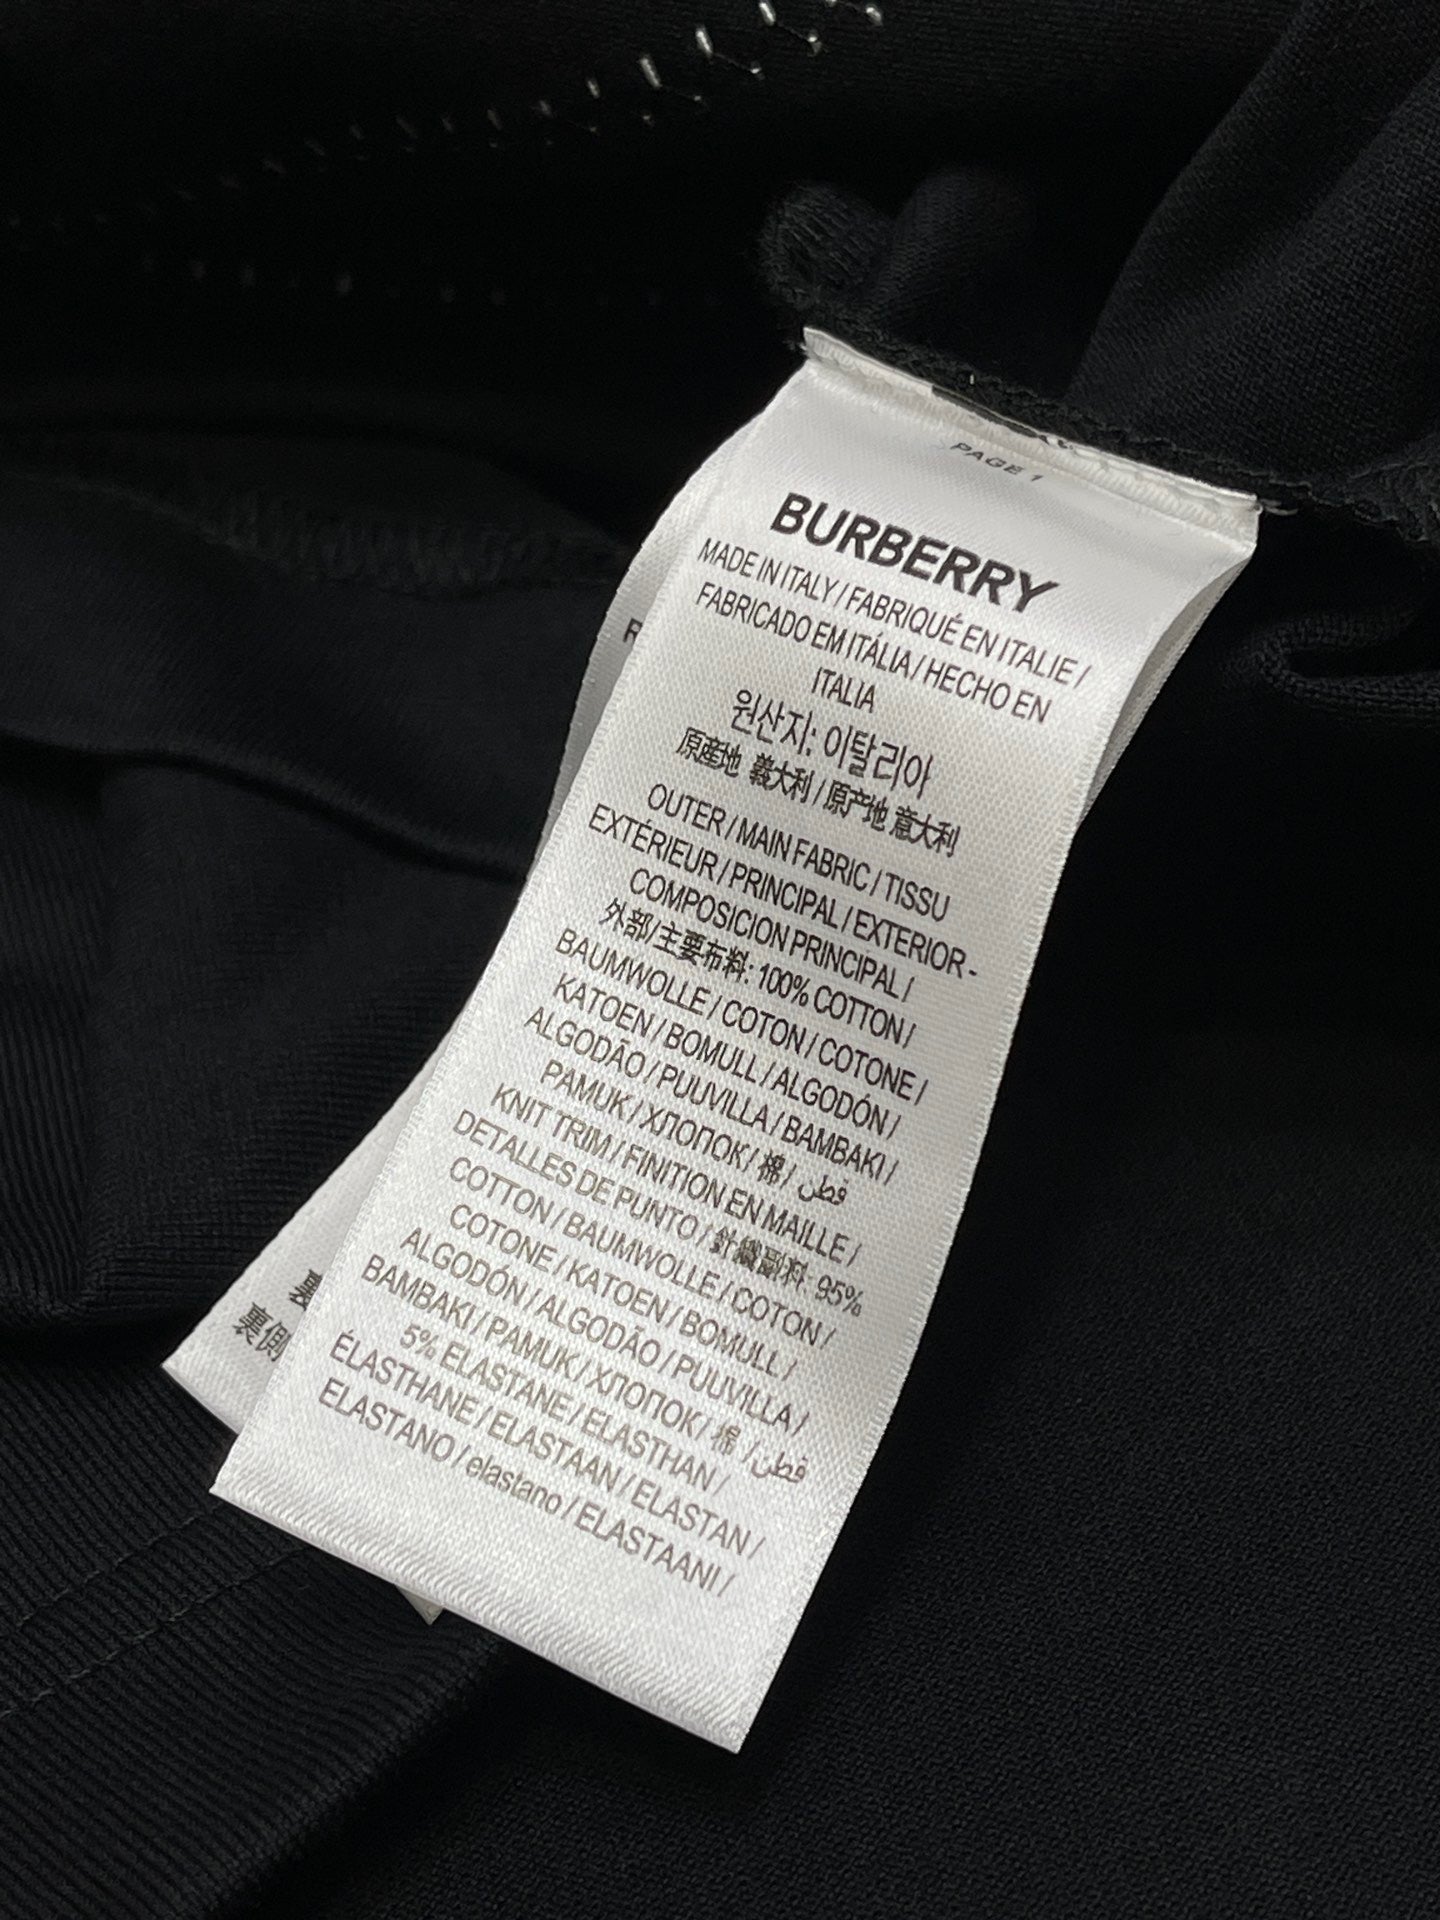 PAGE 1
BURBERRY
MADE IN ITALY / FABRIQUÉ EN ITALIE /
FABRICADO EM ITÁLIA / HECHO EN
ITALIA
원산지: 이탈리아
原産地 義大利 / 原产地 意大利
OUTER / MAIN FABRIC / TISSU
EXTÉRIEUR / PRINCIPAL / EXTERIOR -
COMPOSICION PRINCIPAL /
外部/主要布料: 100% COTTON /
BAUMWOLLE / COTON / COTONE /
KATOEN / BOMULL / ALGODÓN /
ALGODÃO / PUUVILLA / BAMBAKI /
PAMUK / ХЛОПОК / 棉 / قطن
KNIT TRIM / FINITION EN MAILLE /
DETALLES DE PUNTO / 針織副料: 95%
COTTON / BAUMWOLLE / COTON /
COTONE / KATOEN / BOMULL /
ALGODÓN / ALGODÃO / PUUVILLA /
BAMBAKI / PAMUK / ХЛОПОК / 棉 / قطن
5% ELASTANE / ELASTHAN /
ÉLASTHANE / ELASTAAN / ELASTAN /
ELASTANO / elastano / ELASTAANI /
R
裏
裏側